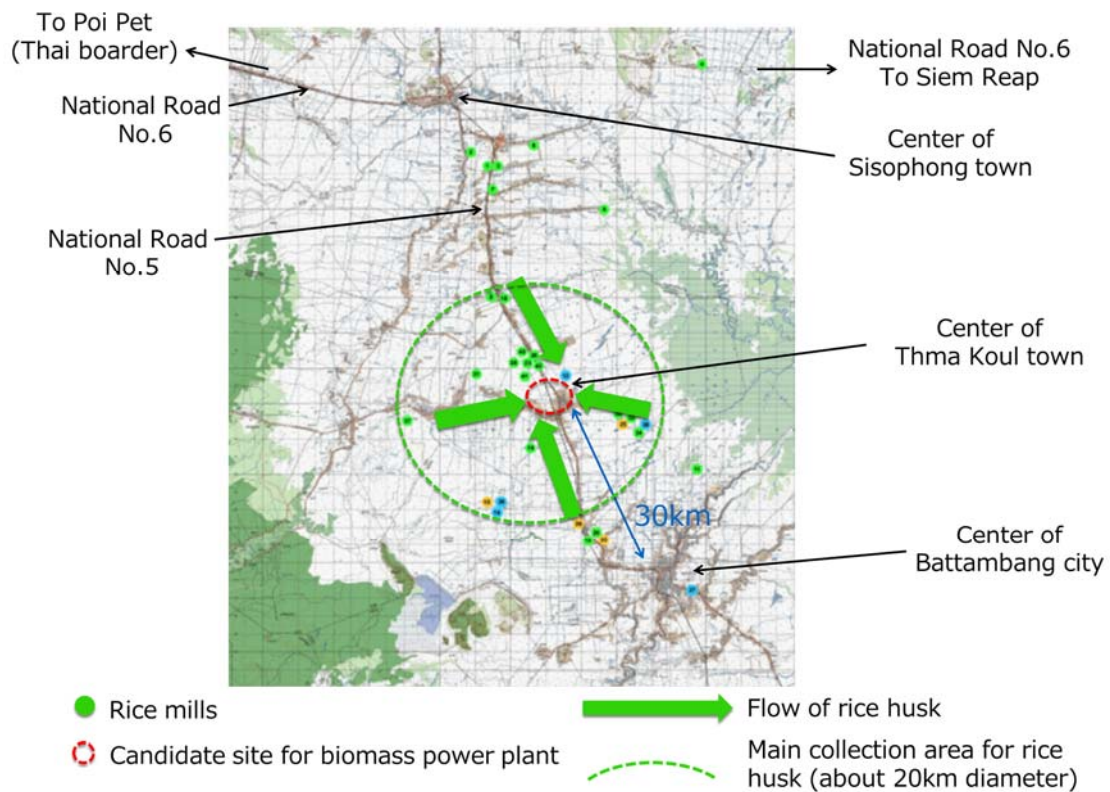 To Poi Pet
(Thai boarder)
National Road No.6
To Siem Reap
National Road
No.6
Center of
Sisophong town
National Road
No.5
Center of
Thma Koul town
30km
Center of
Battambang city
Rice mills
Flow of rice husk
Candidate site for biomass power plant
Main collection area for rice
husk (about 20km diameter)